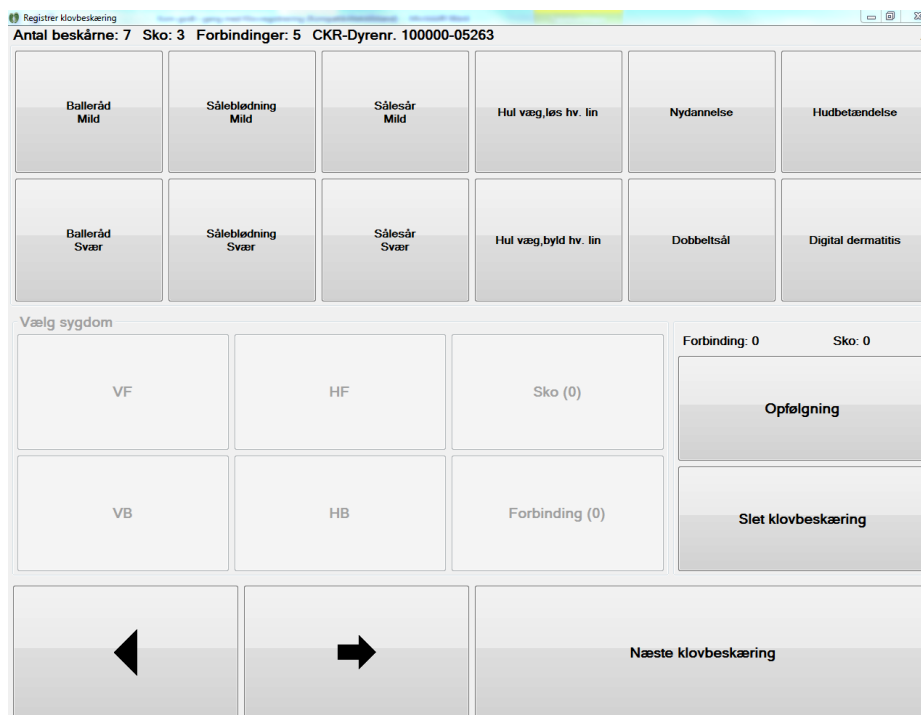 Registrer klovbeskæring
Antal beskårne: 7 Sko: 3 Forbindinger: 5 CKR-Dyrenr. 100000-05263
Balleråd
Mild
Såleblødning
Mild
Sålesår
Mild
Hul væg,løs hv. lin
Nydannelse
Hudbetændelse
Balleråd
Svær
Såleblødning
Svær
Sålesår
Svær
Hul væg,byld hv. lin
Dobbeltsål
Digital dermatitis
Vælg sygdom
VF
HF
Sko (0)
VB
HB
Forbinding (0)
Forbinding: 0 Sko: 0
Opfølgning
Slet klovbeskæring
Næste klovbeskæring